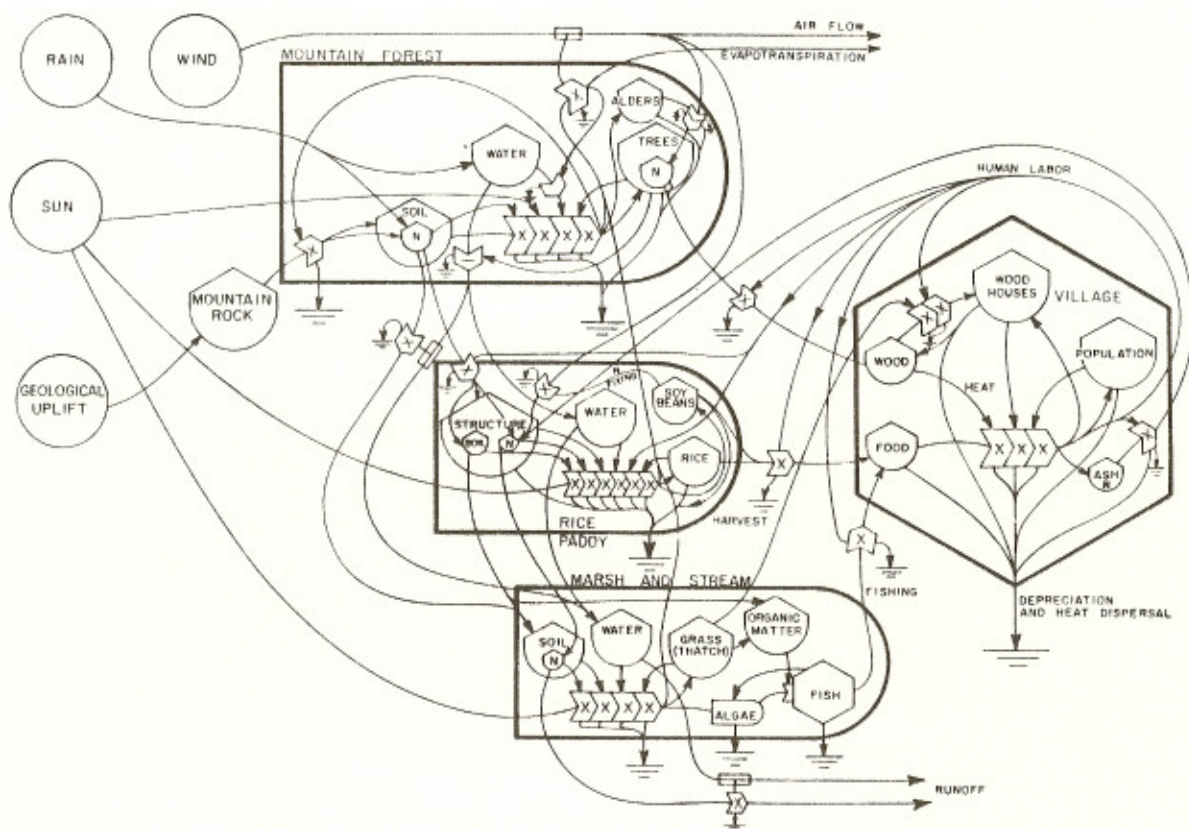 RAIN
WIND
AIR FLOW
EVAPOTRANSPIRATION
MOUNTAIN FOREST
ALDERS
WATER
TREES
N
SUN
SOIL
N
HUMAN LABOR
MOUNTAIN
ROCK
GEOLOGICAL
UPLIFT
WOOD
HOUSES
VILLAGE
WOOD
POPULATION
HEAT
FOOD
ASH
N
N
FIXING
SOY
BEANS
WATER
STRUCTURE
SOIL
N
RICE
HARVEST
RICE
PADDY
FISHING
MARSH AND STREAM
DEPRECIATION
AND HEAT DISPERSAL
SOIL
N
WATER
GRASS
(THATCH)
ORGANIC
MATTER
FISH
ALGAE
RUNOFF